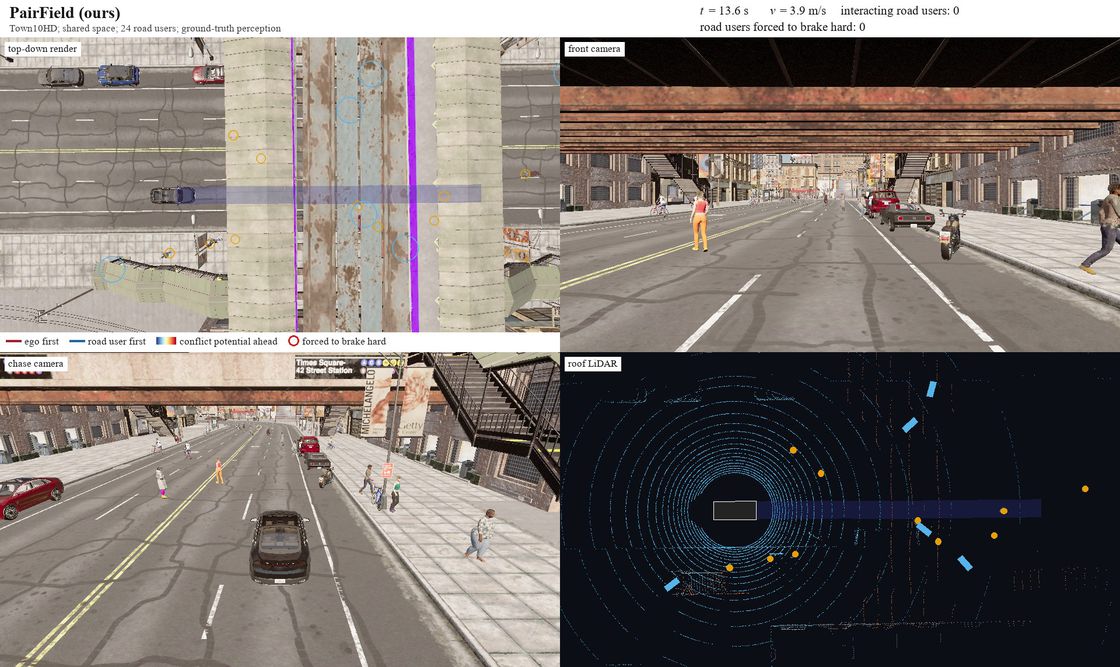 PairField (ours)
Town10HD; shared space; 24 road users; ground-truth perception
t = 13.6 s v = 3.9 m/s interacting road users: 0
road users forced to brake hard: 0
top-down render
front camera
ego first road user first conflict potential ahead forced to brake hard
chase camera
Times Square-
42 Street Station
MICHELANGELO
Getty
roof LiDAR